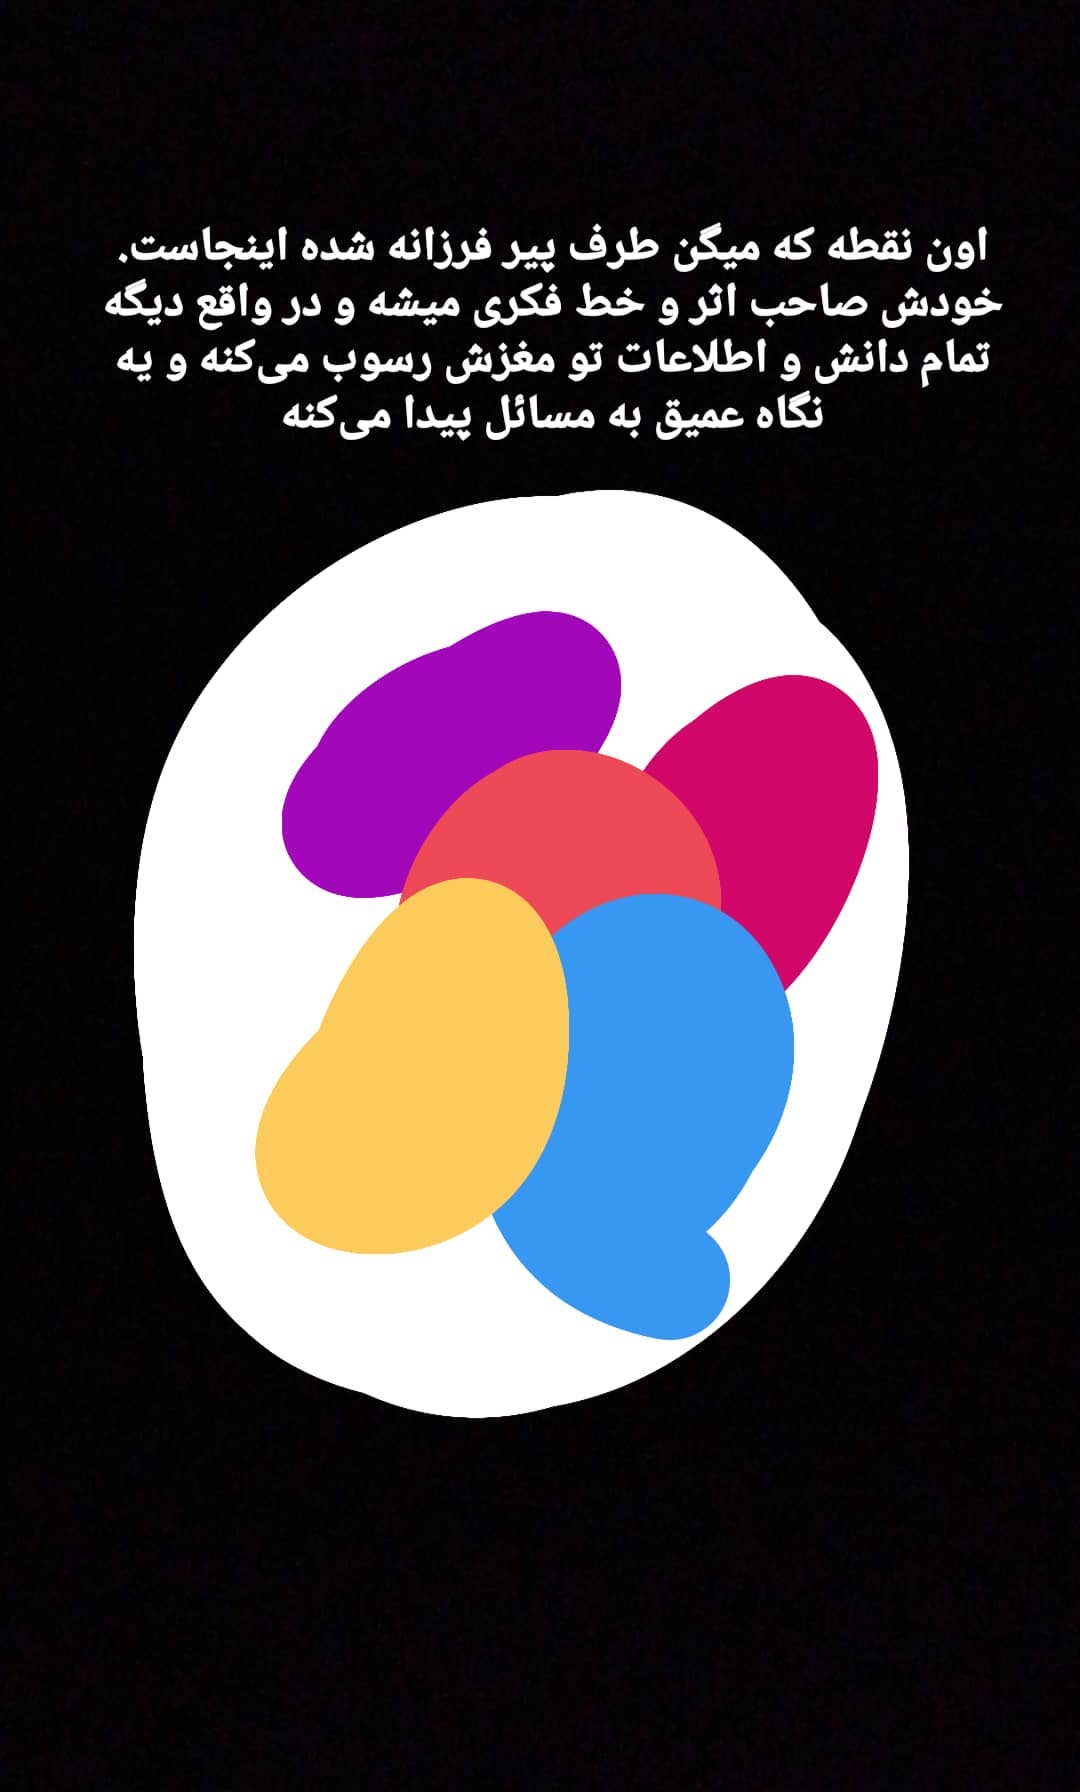 اون نقطه که میگن طرف پیر فرزانه شده اینجاست.
خودش صاحب اثر و خط فکری میشه و در واقع دیگه
تمام دانش و اطلاعات تو مغزش رسوب می‌کنه و یه
نگاه عمیق به مسائل پیدا می‌کنه